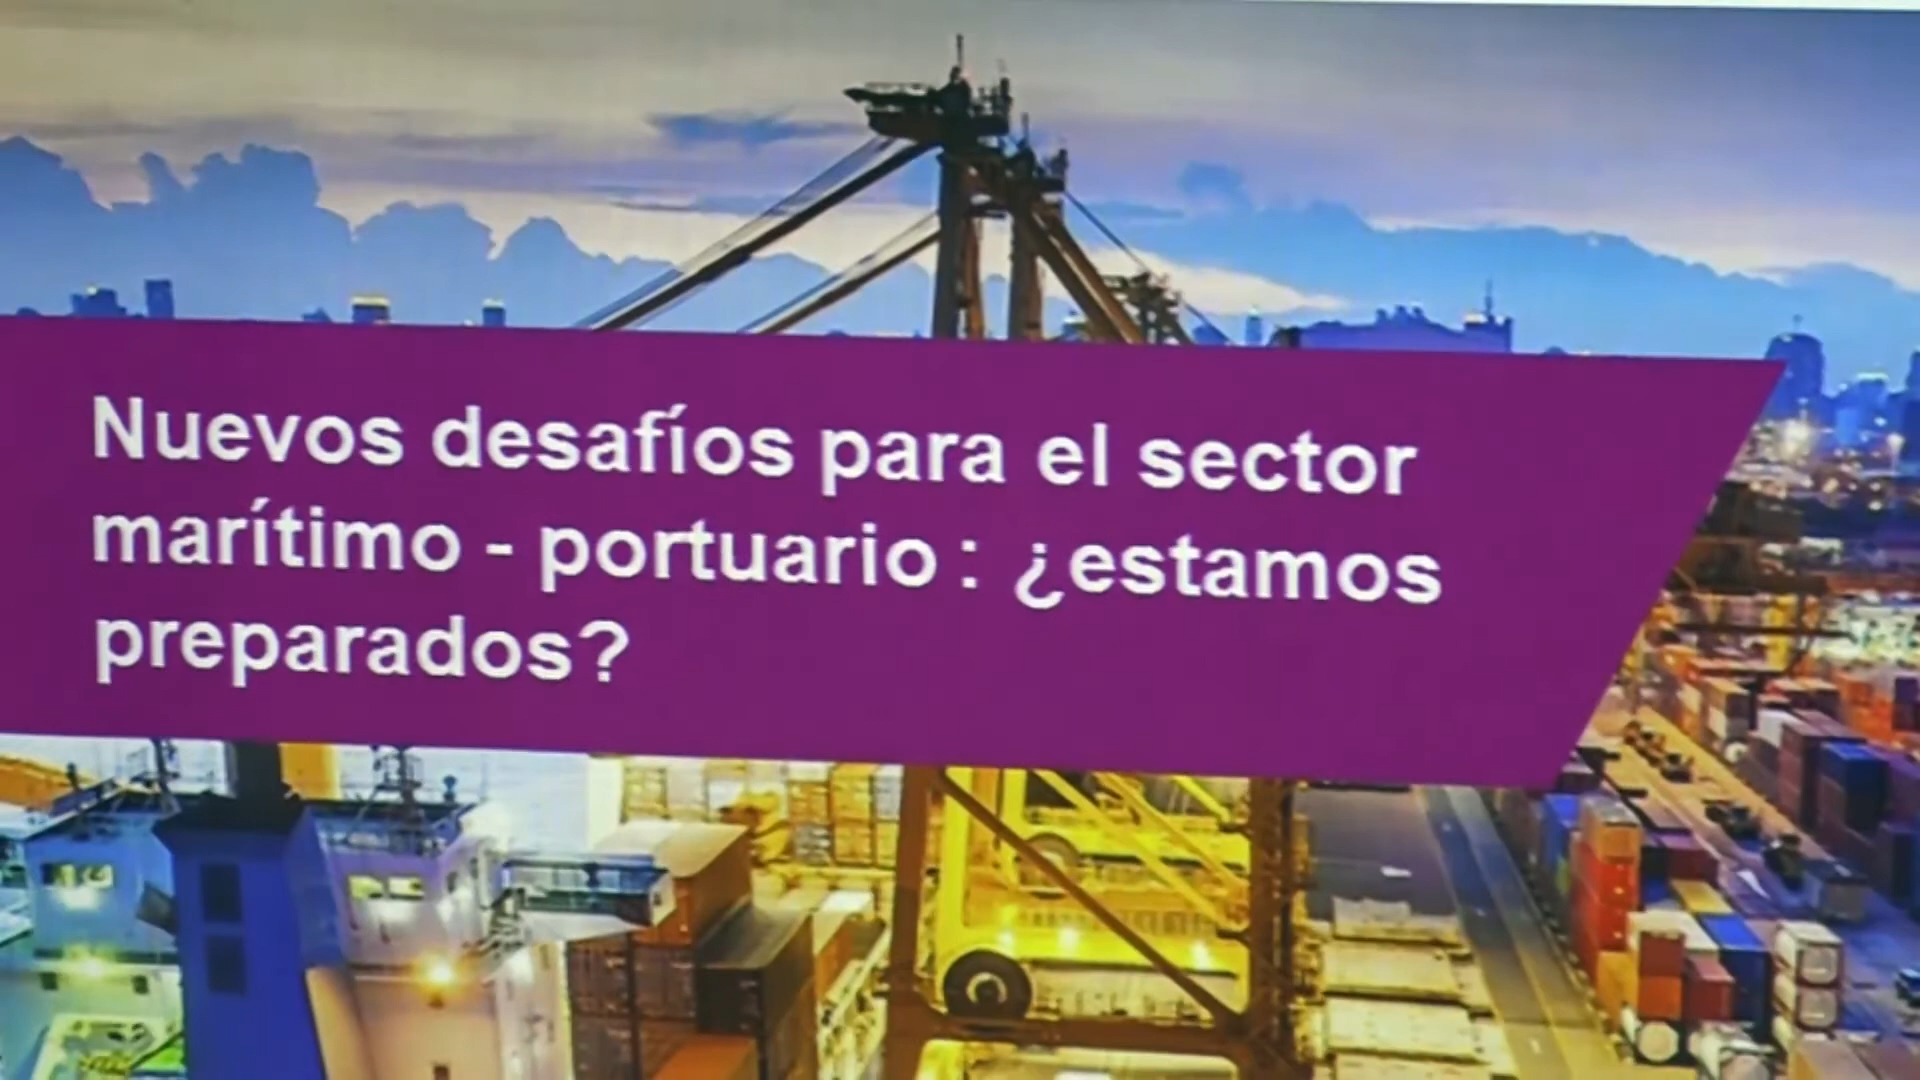 Nuevos desafíos para el sector
marítimo - portuario : ¿estamos
preparados?